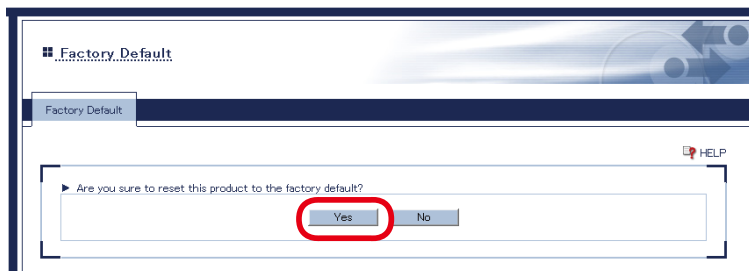 Factory Default
Factory Default
HELP
Are you sure to reset this product to the factory default?
Yes No